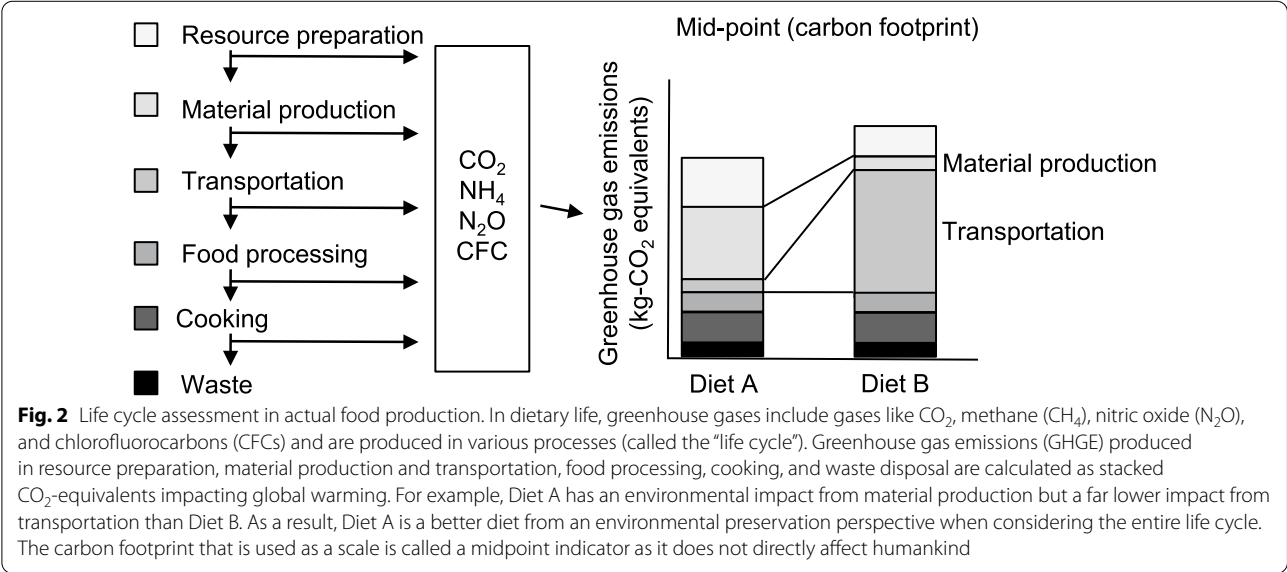 Resource preparation
Material production
Transportation
Food processing
Cooking
Waste
CO₂
NH₄
N₂O
CFC
Mid-point (carbon footprint)
Greenhouse gas emissions
(kg-CO₂ equivalents)
Material production
Transportation
Diet A
Diet B
Fig. 2 Life cycle assessment in actual food production. In dietary life, greenhouse gasses include gases like CO₂, methane (CH₄), nitric oxide (N₂O),
and chlorofluorocarbons (CFCs) and are produced in various processes (called the “life cycle”). Greenhouse gas emissions (GHGE) produced
in resource preparation, material production and transportation, food processing, cooking, and waste disposal are calculated as stacked
CO₂-equivalents impacting global warming. For example, Diet A has an environmental impact from material production but a far lower impact from
transportation than Diet B. As a result, Diet A is a better diet from an environmental preservation perspective when considering the entire life cycle.
The carbon footprint that is used as a scale is called a midpoint indicator as it does not directly affect humankind